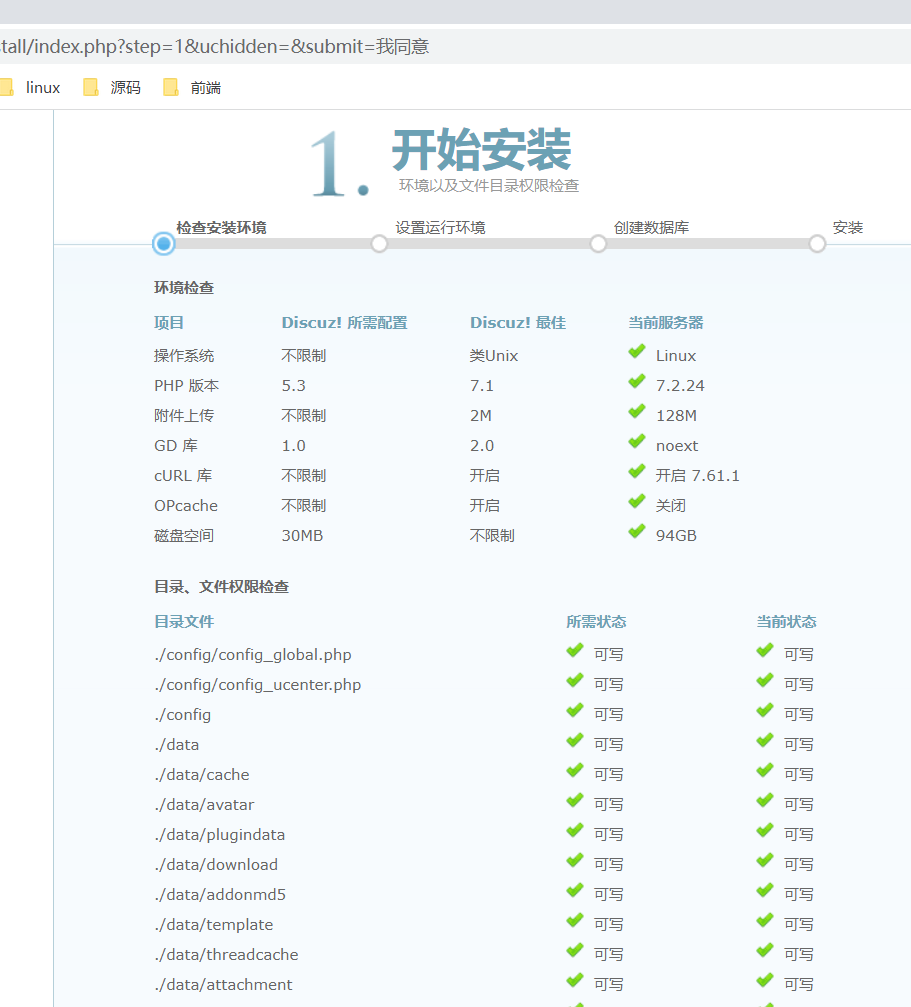 tall/index.php?step=1&uchidden=&submit=我同意
linux 源码 前端
1. 开始安装
环境以及文件目录权限检查
检查安装环境 设置运行环境 创建数据库 安装
环境检查
项目 Discuz! 所需配置 Discuz! 最佳 当前服务器
操作系统 不限制 类Unix Linux
PHP 版本 5.3 7.1 7.2.24
附件上传 不限制 2M 128M
GD 库 1.0 2.0 noext
cURL 库 不限制 开启 开启 7.61.1
OPcache 不限制 开启 关闭
磁盘空间 30MB 不限制 94GB
目录、文件权限检查
目录文件 所需状态 当前状态
./config/config_global.php 可写 可写
./config/config_ucenter.php 可写 可写
./config 可写 可写
./data 可写 可写
./data/cache 可写 可写
./data/avatar 可写 可写
./data/plugindata 可写 可写
./data/download 可写 可写
./data/addonmd5 可写 可写
./data/template 可写 可写
./data/threadcache 可写 可写
./data/attachment 可写 可写